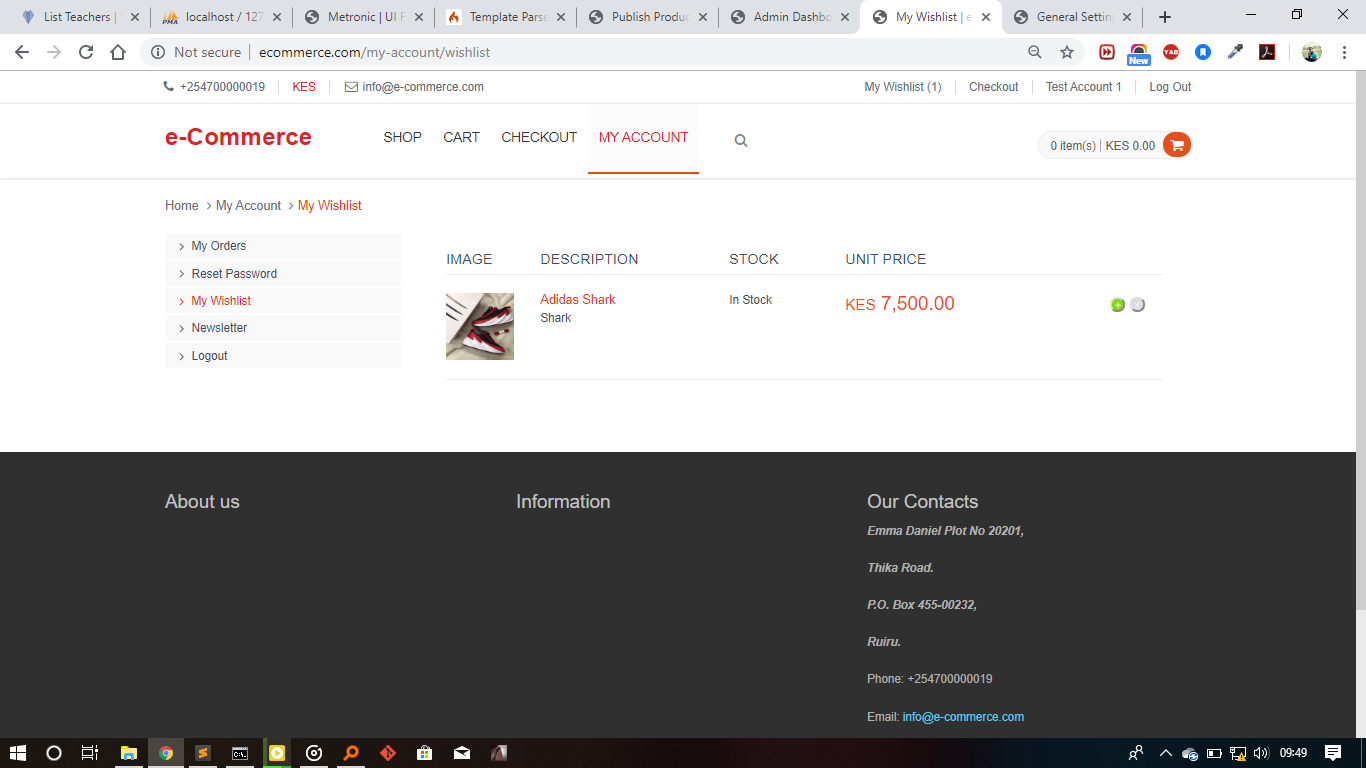 List Teachers |
localhost / 127
Metronic | UI F
Template Parse
Publish Produc
Admin Dashbo
My Wishlist | e
General Settin
Not secure | ecommerce.com/my-account/wishlist
New
YAB
+254700000019
KES
info@e-commerce.com
My Wishlist (1)
Checkout
Test Account 1
Log Out
e-Commerce
SHOP
CART
CHECKOUT
MY ACCOUNT
0 item(s) | KES 0.00
Home > My Account > My Wishlist
My Orders
Reset Password
My Wishlist
Newsletter
Logout
IMAGE DESCRIPTION STOCK UNIT PRICE
Adidas Shark In Stock KES 7,500.00
Shark
About us
Information
Our Contacts
Emma Daniel Plot No 20201,
Thika Road.
P.O. Box 455-00232,
Ruiru.
Phone: +254700000019
Email: info@e-commerce.com
09:49